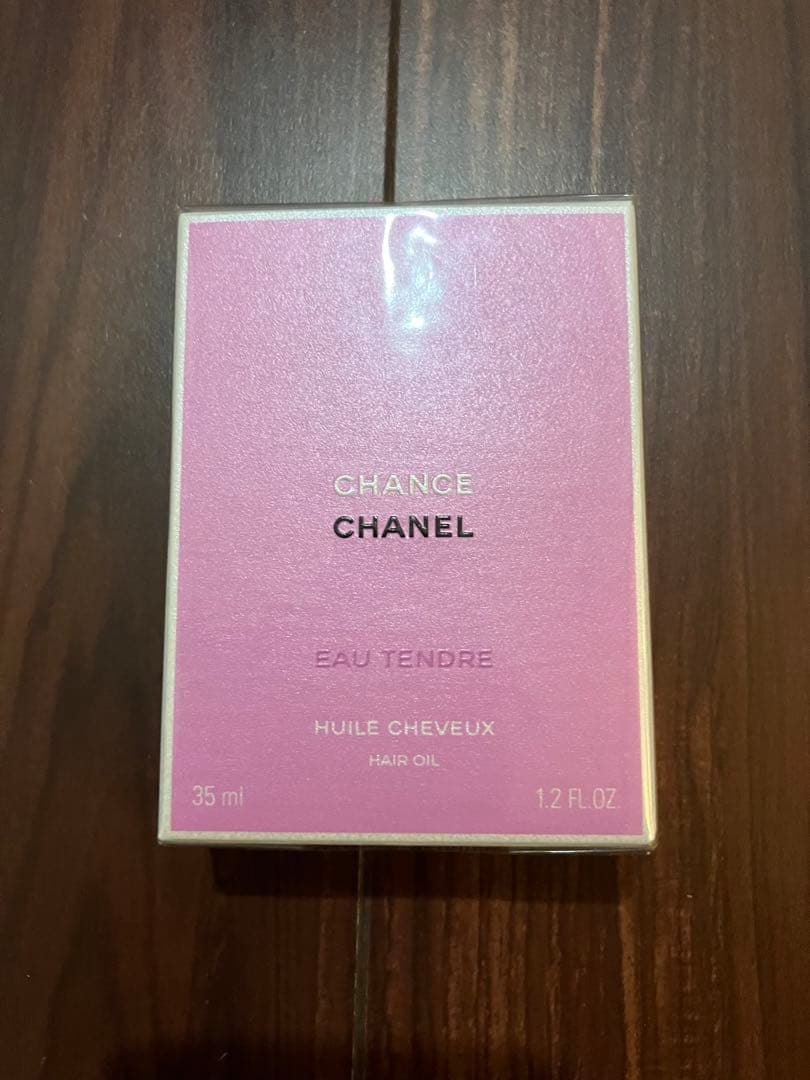 CHANCE
CHANEL
EAU TENDRE
HUILE CHEVEUX
HAIR OIL
35 ml 1.2 FL.OZ.